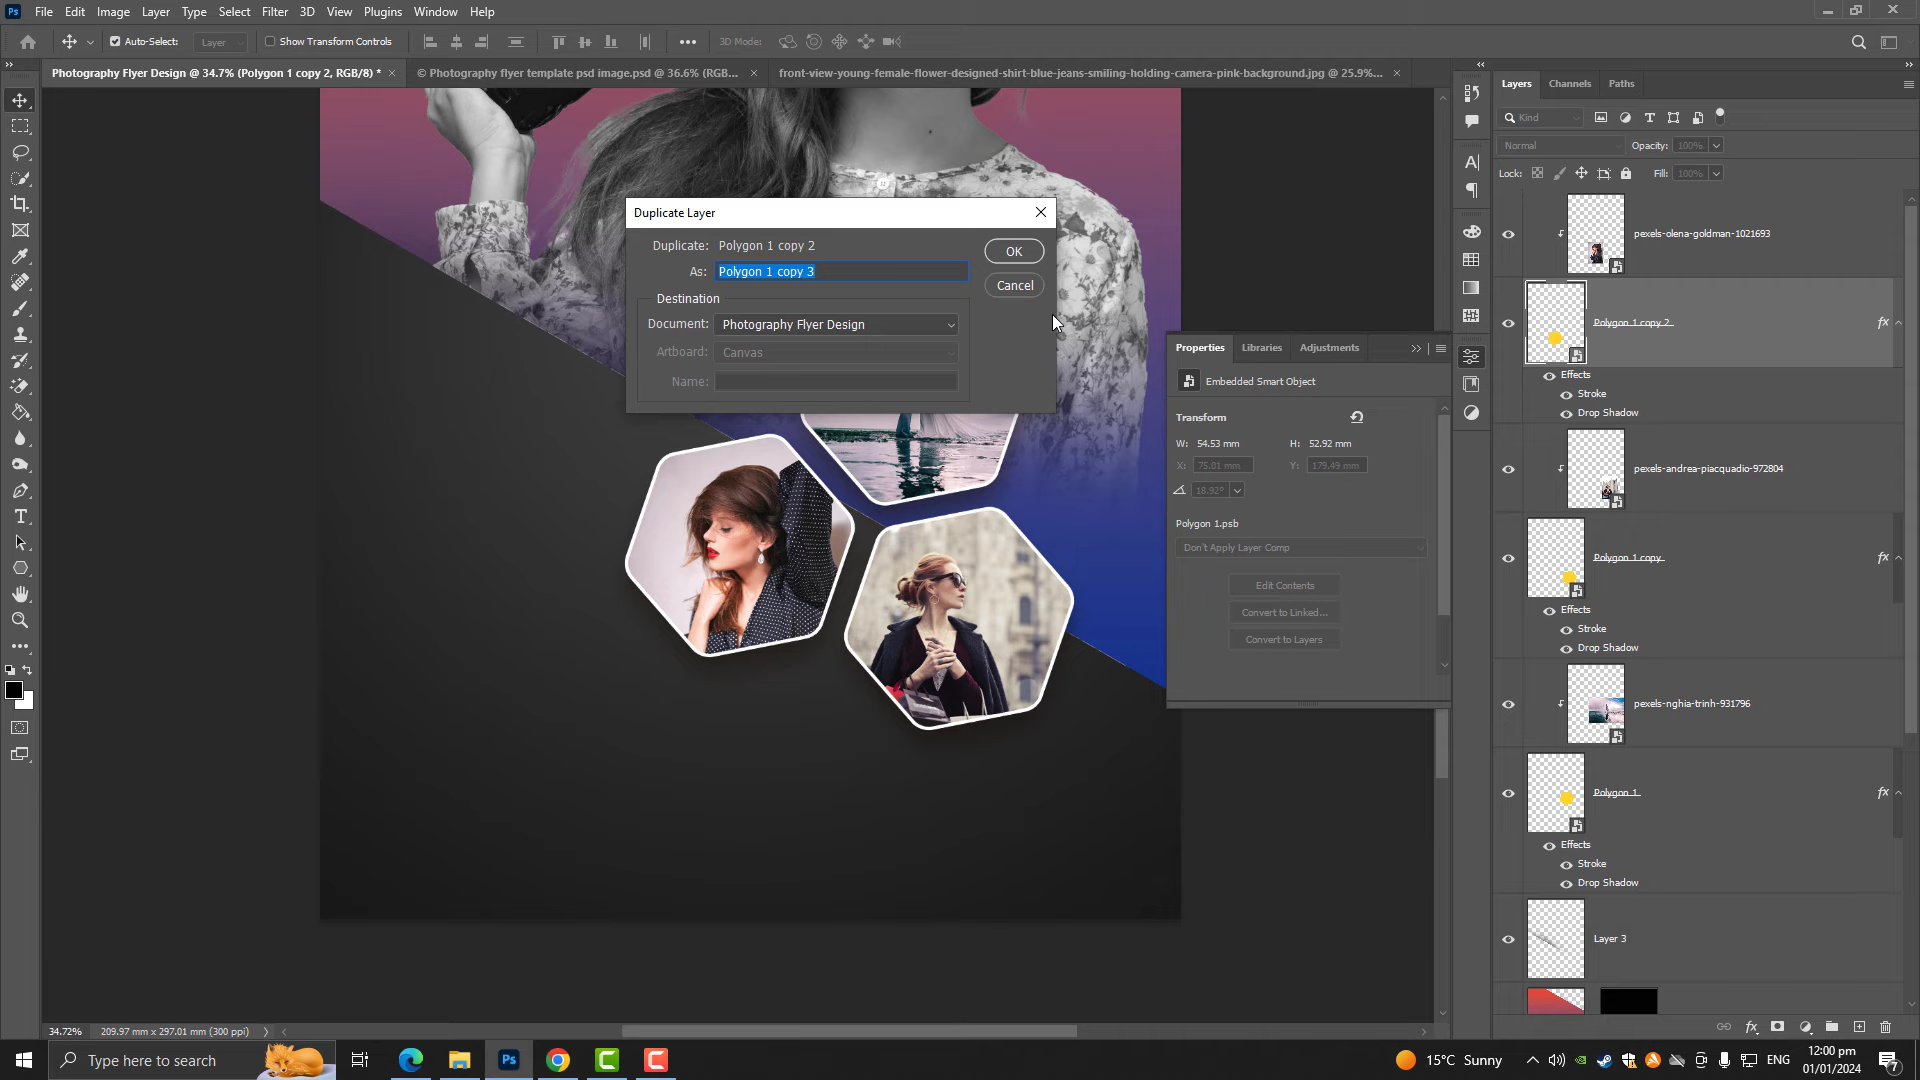 Ps File Edit Image Layer Type Select Filter 3D View Plugins Window Help
Auto-Select: Layer Show Transform Controls 3D Mode:
Photography Flyer Design @ 34.7% (Polygon 1 copy 2, RGB/8) *
© Photography flyer template psd image.psd @ 36.6% (RGB...
front-view-young-female-flower-designed-shirt-blue-jeans-smiling-holding-camera-pink-background.jpg @ 25.9%...
Duplicate Layer
Duplicate: Polygon 1 copy 2
As: Polygon 1 copy 3
OK
Cancel
Destination
Document: Photography Flyer Design
Artboard: Canvas
Name:
Properties Libraries Adjustments
Embedded Smart Object
Transform
W: 54.53 mm H: 52.92 mm
X: 75.01 mm Y: 179.49 mm
18.92°
Polygon 1.psb
Don't Apply Layer Comp
Edit Contents
Convert to Linked...
Convert to Layers
Layers Channels Paths
Kind
Normal Opacity: 100%
Lock: Fill: 100%
pexels-olena-goldman-1021693
Polygon 1 copy 2 fx
Effects
Stroke
Drop Shadow
pexels-andrea-piacquadio-972804
Polygon 1 copy fx
Effects
Stroke
Drop Shadow
pexels-nghia-trinh-931796
Polygon 1 fx
Effects
Stroke
Drop Shadow
Layer 3
34.72% 209.97 mm x 297.01 mm (300 ppi)
Type here to search
Ps
15°C Sunny
ENG
12:00 pm
01/01/2024
7